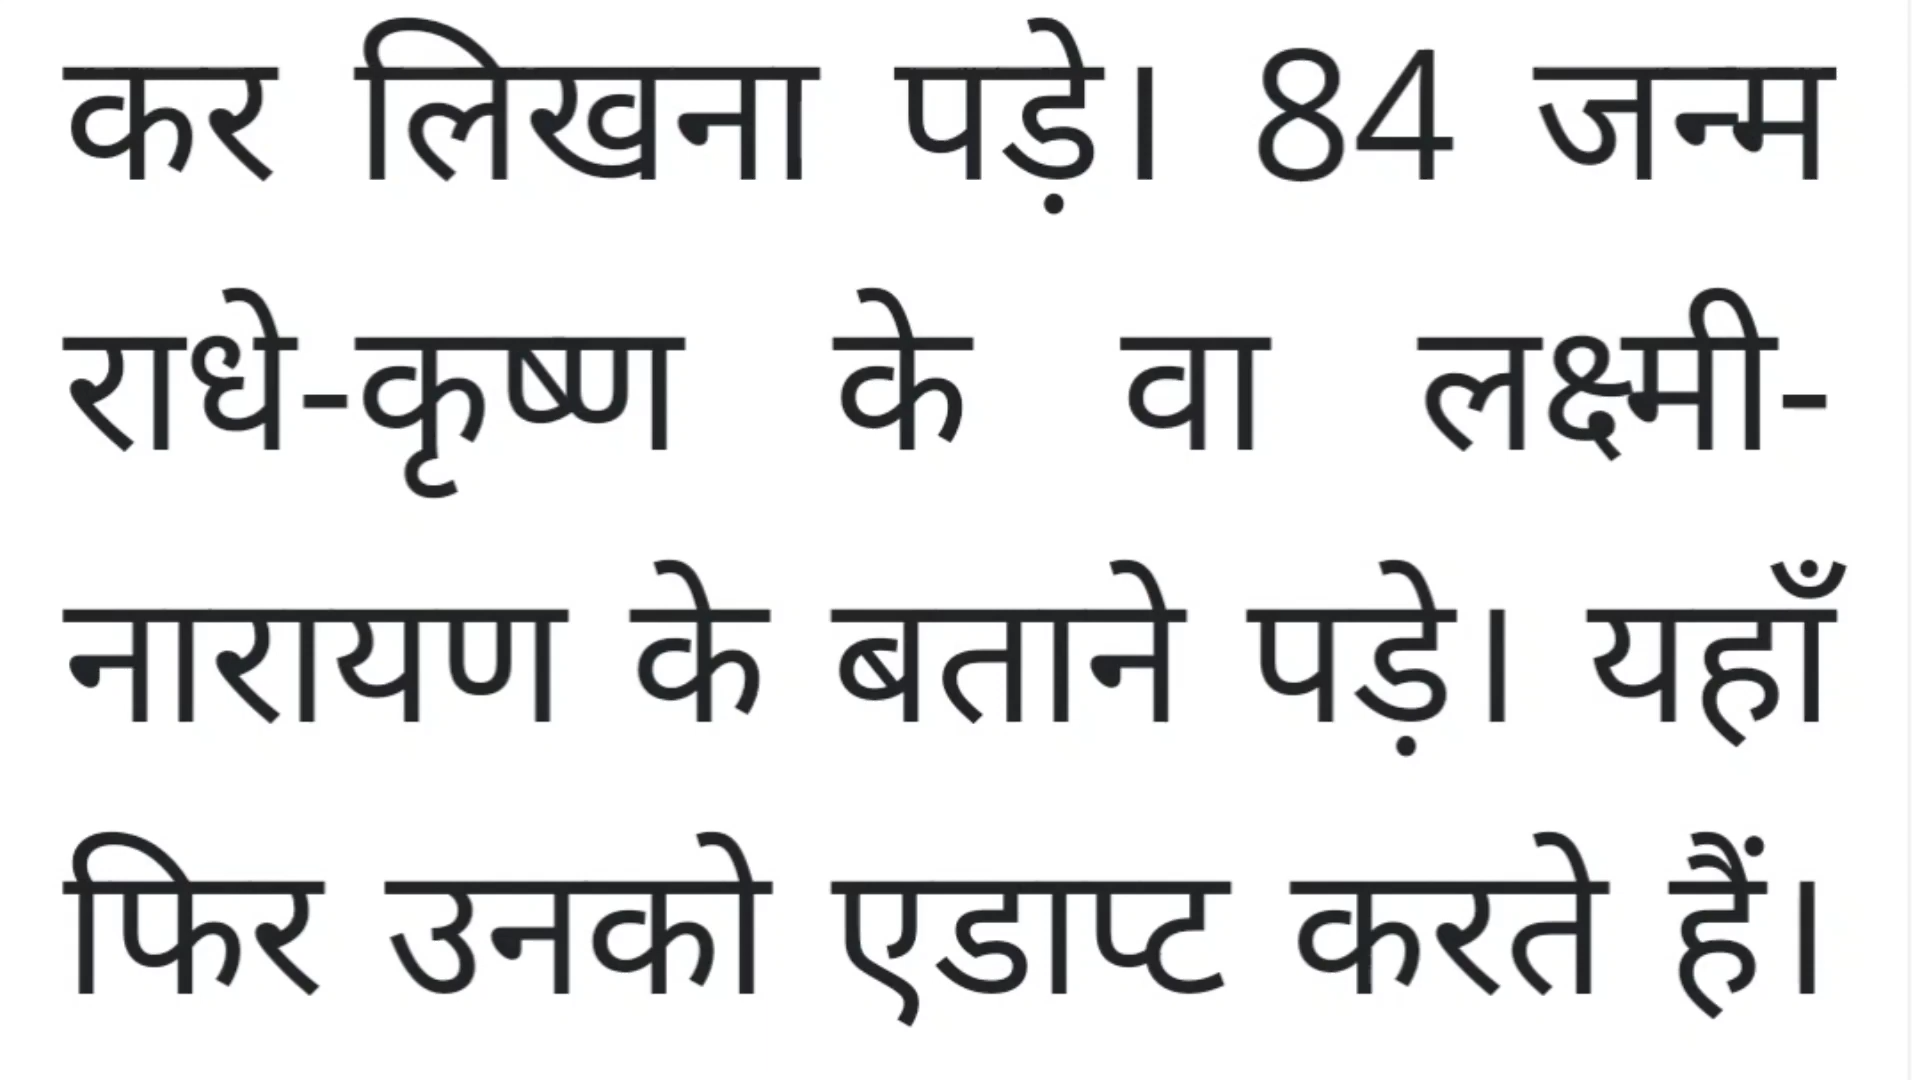 कर लिखना पड़े। 84 जन्म
राधे-कृष्ण के वा लक्ष्मी-
नारायण के बताने पड़े। यहाँ
फिर उनको एडाप्ट करते हैं।